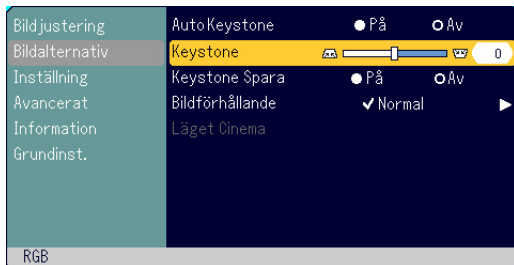 Bildjustering
Bildalternativ
Inställning
Avancerat
Information
Grundinst.
Auto Keystone På Av
Keystone 0
Keystone Spara På Av
Bildförhållande Normal
Läget Cinema
RGB